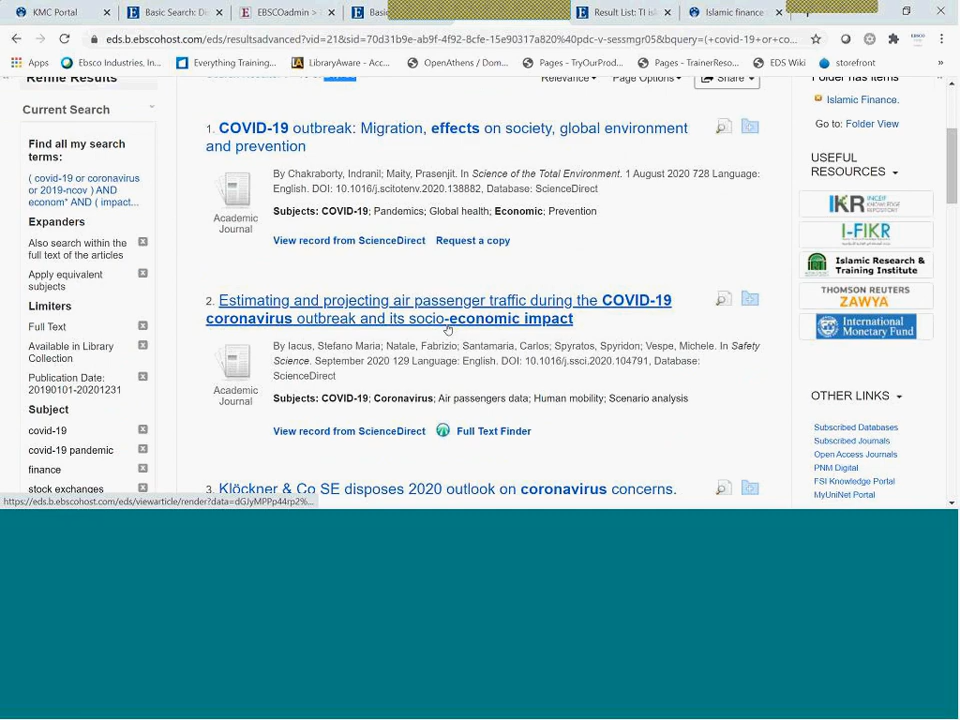 KMC Portal
Basic Search: Di
EBSCOadmin >
Basic
Result List: TI is
Islamic finance
eds.b.ebscohost.com/eds/resultsadvanced?vid=21&sid=70d31b9e-ab9f-4f92-8cfe-15e90317a820%40pdc-v-sessmgr05&bquery=(+covid-19+or+co...
Apps
Ebsco Industries, In...
Everything Training...
LibraryAware - Acc...
OpenAthens / Dom...
Pages - TryOurProd...
Pages - TrainerReso...
EDS Wiki
storefront
Refine Results
Current Search
Find all my search
terms:
( covid-19 or coronavirus
or 2019-ncov ) AND
econom* AND ( impact...
Expanders
Also search within the
full text of the articles
Apply equivalent
subjects
Limiters
Full Text
Available in Library
Collection
Publication Date:
20190101-20201231
Subject
covid-19
covid-19 pandemic
finance
stock exchanges
https://eds.b.ebscohost.com/eds/viewarticle/render?data=dGJyMPPp44rp2%...
Relevance
Page Options
Share
1. COVID-19 outbreak: Migration, effects on society, global environment
and prevention
By Chakraborty, Indranil; Maity, Prasenjit. In Science of the Total Environment. 1 August 2020 728 Language:
English. DOI: 10.1016/j.scitotenv.2020.138882, Database: ScienceDirect
Academic
Journal
Subjects: COVID-19; Pandemics; Global health; Economic; Prevention
View record from ScienceDirect Request a copy
2. Estimating and projecting air passenger traffic during the COVID-19
coronavirus outbreak and its socio-economic impact
By Iacus, Stefano Maria; Natale, Fabrizio; Santamaria, Carlos; Spyratos, Spyridon; Vespe, Michele. In Safety
Science. September 2020 129 Language: English. DOI: 10.1016/j.ssci.2020.104791, Database:
ScienceDirect
Academic
Journal
Subjects: COVID-19; Coronavirus; Air passengers data; Human mobility; Scenario analysis
View record from ScienceDirect Full Text Finder
3. Klöckner & Co SE disposes 2020 outlook on coronavirus concerns.
Folder has items
Islamic Finance.
Go to: Folder View
USEFUL
RESOURCES
IKR INCEIF KNOWLEDGE REPOSITORY
I-FIKR
Islamic Research &
Training Institute
THOMSON REUTERS
ZAWYA
International
Monetary Fund
OTHER LINKS
Subscribed Databases
Subscribed Journals
Open Access Journals
PNM Digital
FSI Knowledge Portal
MyUniNet Portal